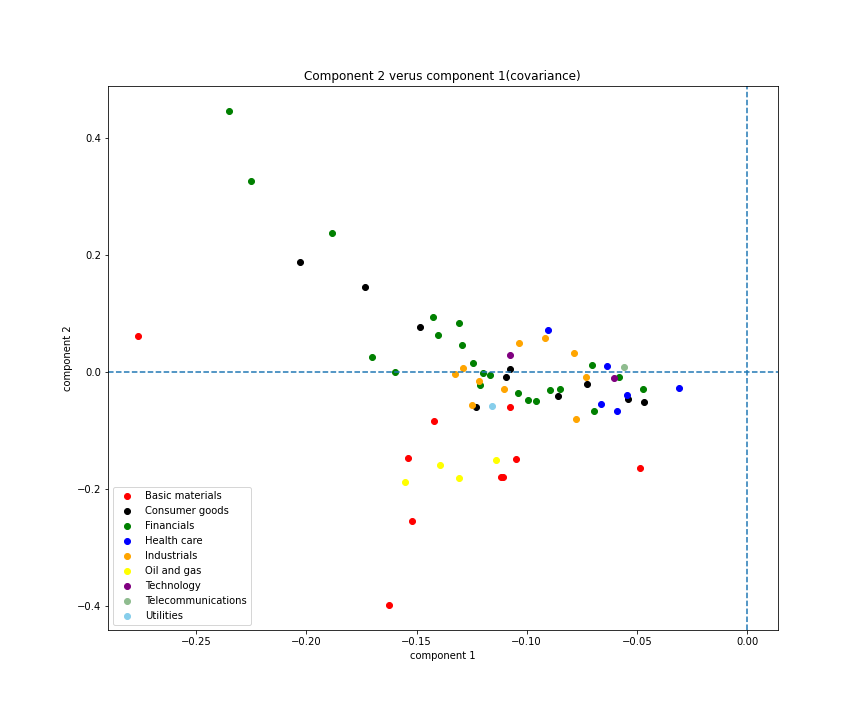 Component 2 verus component 1(covariance)
component 2
0.4
0.2
0.0
−0.2
−0.4
Basic materials
Consumer goods
Financials
Health care
Industrials
Oil and gas
Technology
Telecommunications
Utilities
−0.25
−0.20
−0.15
−0.10
−0.05
0.00
component 1